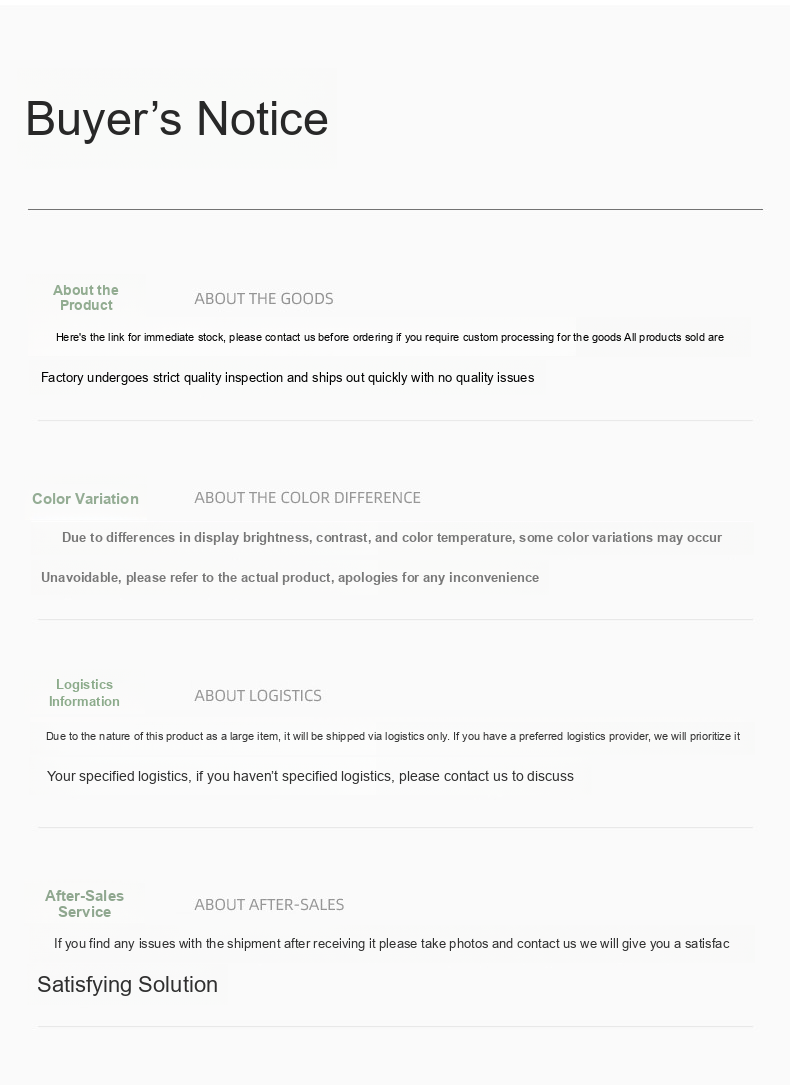 Buyer’s Notice
About the
Product
ABOUT THE GOODS
Here's the link for immediate stock, please contact us before ordering if you require custom processing for the goods All products sold are
Factory undergoes strict quality inspection and ships out quickly with no quality issues
Color Variation
ABOUT THE COLOR DIFFERENCE
Due to differences in display brightness, contrast, and color temperature, some color variations may occur
Unavoidable, please refer to the actual product, apologies for any inconvenience
Logistics
Information
ABOUT LOGISTICS
Due to the nature of this product as a large item, it will be shipped via logistics only. If you have a preferred logistics provider, we will prioritize it
Your specified logistics, if you haven’t specified logistics, please contact us to discuss
After-Sales
Service
ABOUT AFTER-SALES
If you find any issues with the shipment after receiving it please take photos and contact us we will give you a satisfac
Satisfying Solution